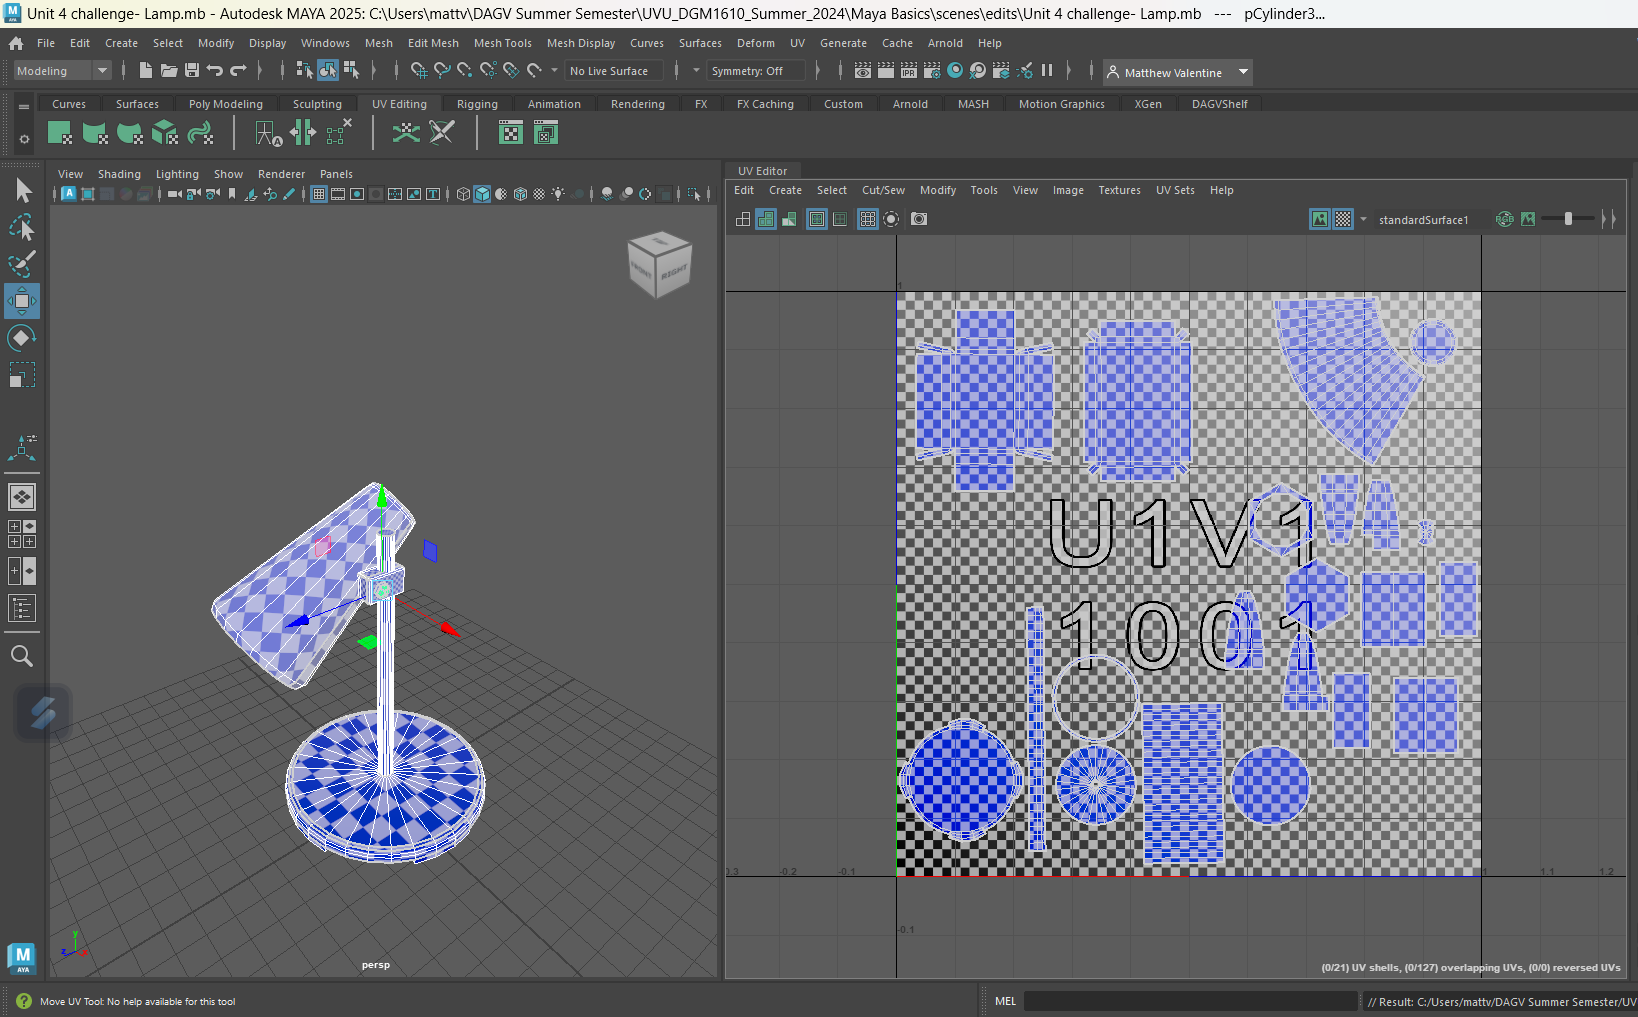 Unit 4 challenge- Lamp.mb - Autodesk MAYA 2025: C:\Users\mattv\DAGV Summer Semester\UVU_DGM1610_Summer_2024\Maya Basics\scenes\edits\Unit 4 challenge- Lamp.mb --- pCylinder3...
File Edit Create Select Modify Display Windows Mesh Edit Mesh Mesh Tools Mesh Display Curves Surfaces Deform UV Generate Cache Arnold Help
Modeling No Live Surface Symmetry: Off IPR Matthew Valentine
Curves Surfaces Poly Modeling Sculpting UV Editing Rigging Animation Rendering FX FX Caching Custom Arnold MASH Motion Graphics XGen DAGVShelf
View Shading Lighting Show Renderer Panels
UV Editor
Edit Create Select Cut/Sew Modify Tools View Image Textures UV Sets Help
standardSurface1
FRONT RIGHT
1
U1V1
1001
0.3 -0.2 -0.1 1 1.1 1.2
-0.1
y
z x
persp
(0/21) UV shells, (0/127) overlapping UVs, (0/0) reversed UVs
M
AYA
Move UV Tool: No help available for this tool
MEL
// Result: C:/Users/mattv/DAGV Summer Semester/UV